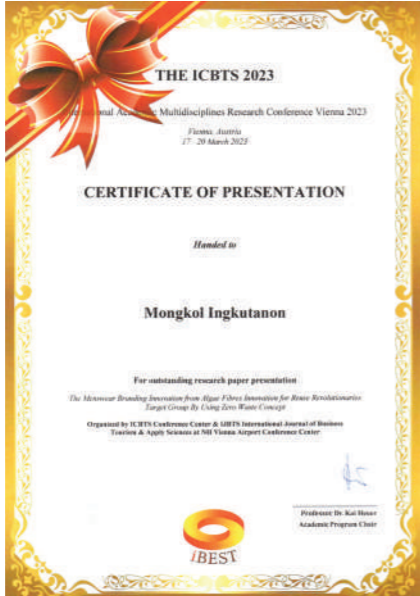 THE ICBTS 2023
Academic Multidisciplines Research Conference Vienna 2023
Vienna, Austria
17 - 20 March 2023
CERTIFICATE OF PRESENTATION
Handed to
Mongkol Ingkutanon
For outstanding research paper presentation
The Menswear Branding Innovation from Algae Fibres Innovation for Reuse Revolutionaries
Target Group By Using Zero Waste Concept
Organized by ICBTS Conference Center & IJBTS International Journal of Business
Tourism & Apply Sciences at NH Vienna Airport Conference Center
Professor Dr. Kai
Academic Program Chair
iBEST